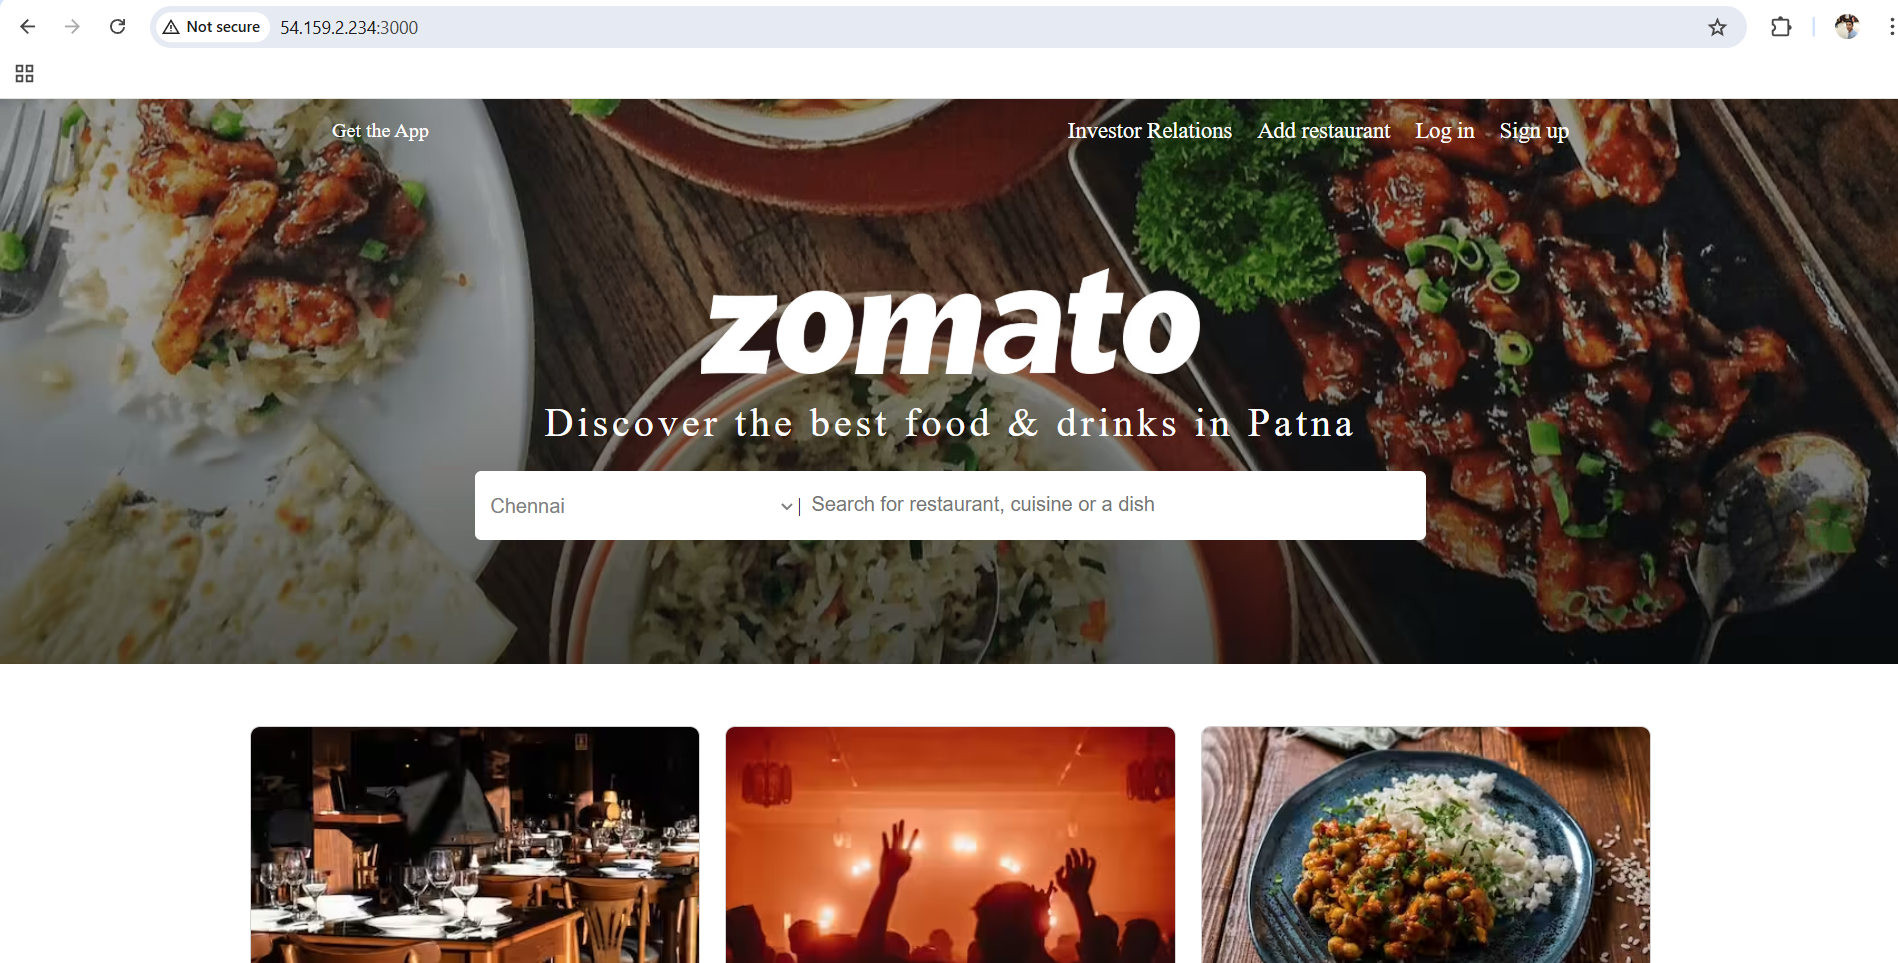 Not secure 54.159.2.234:3000
Get the App Investor Relations Add restaurant Log in Sign up
zomato
Discover the best food & drinks in Patna
Chennai | Search for restaurant, cuisine or a dish